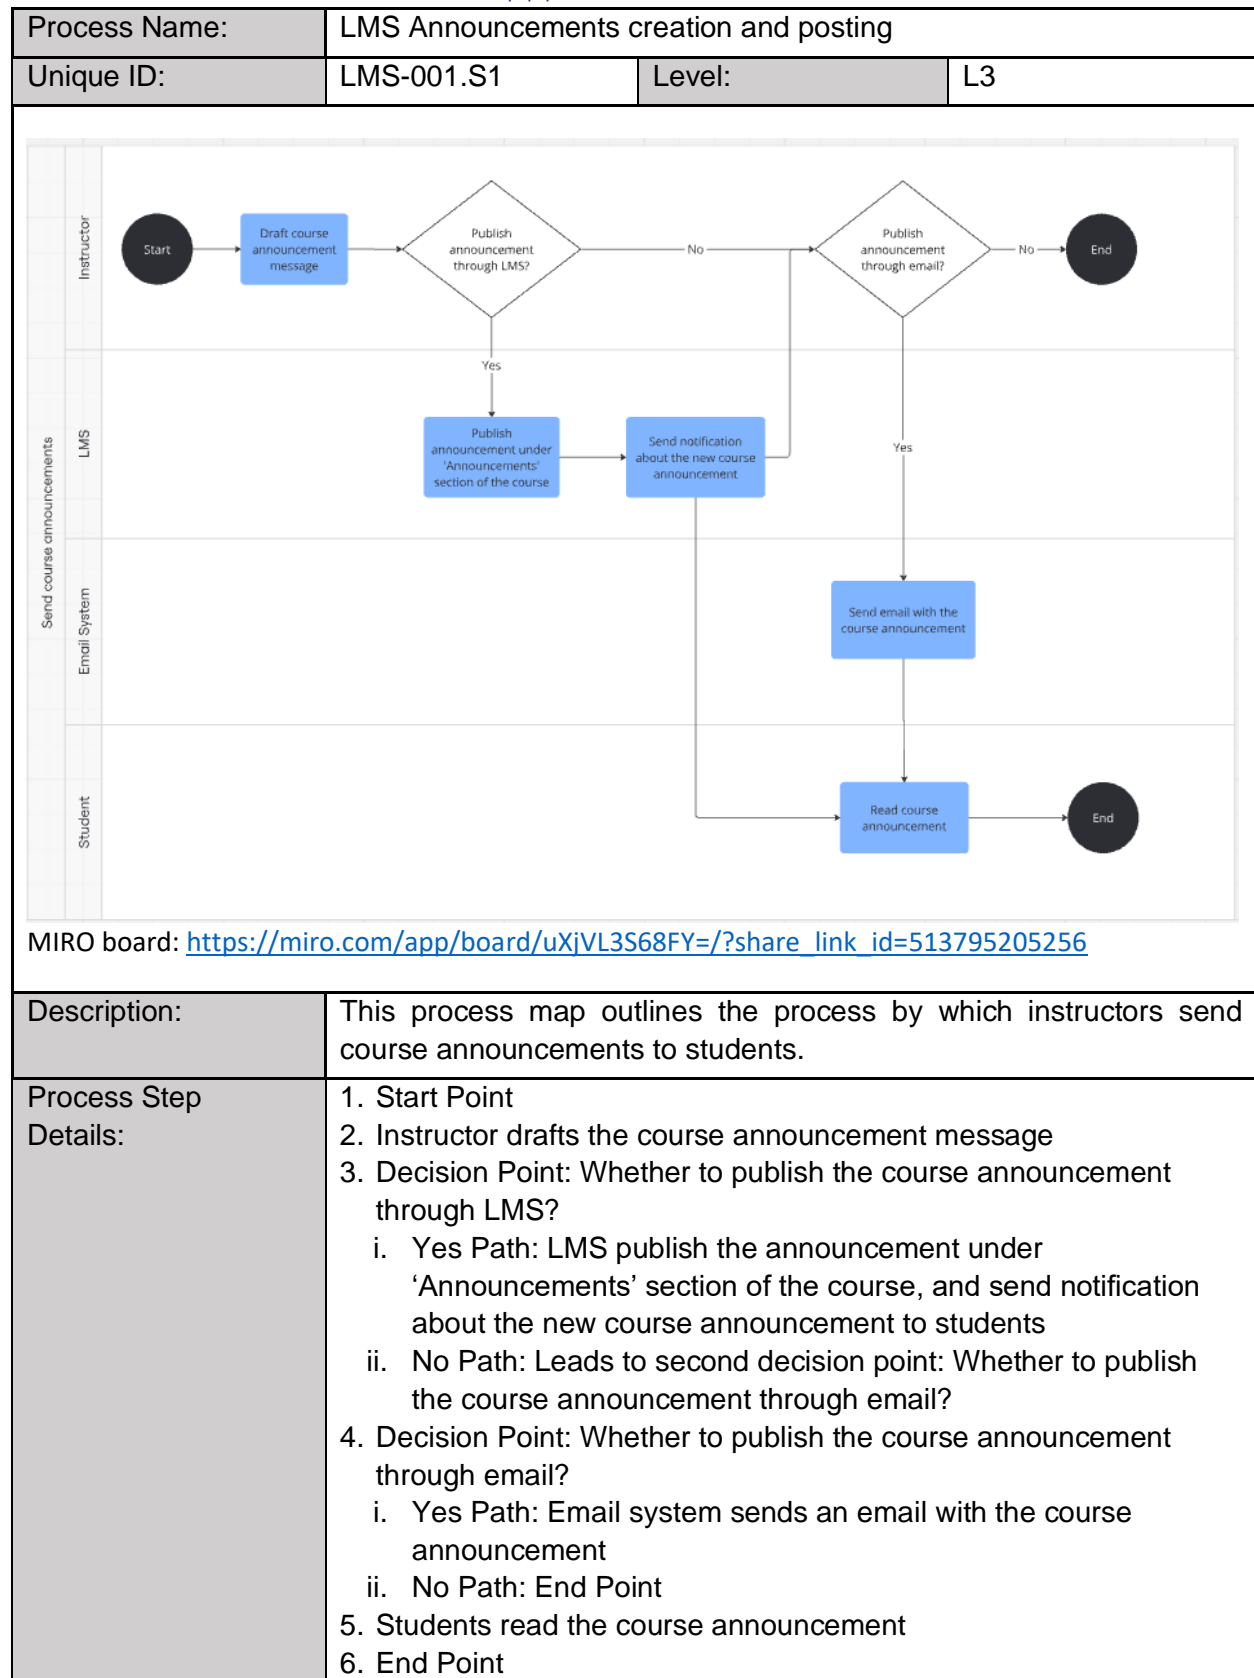 Process Name: LMS Announcements creation and posting
Unique ID: LMS-001.S1 Level: L3
Send course announcements
Instructor
Start
Draft course
announcement
message
Publish
announcement
through LMS?
No
Publish
announcement
through email?
No
End
Yes
LMS
Publish
announcement under
'Announcements'
section of the course
Send notification
about the new course
announcement
Yes
Email System
Send email with the
course announcement
Student
Read course
announcement
End
MIRO board: https://miro.com/app/board/uXjVL3S68FY=/?share_link_id=513795205256
Description: This process map outlines the process by which instructors send
course announcements to students.
Process Step
Details:
1. Start Point
2. Instructor drafts the course announcement message
3. Decision Point: Whether to publish the course announcement
through LMS?
i. Yes Path: LMS publish the announcement under
‘Announcements’ section of the course, and send notification
about the new course announcement to students
ii. No Path: Leads to second decision point: Whether to publish
the course announcement through email?
4. Decision Point: Whether to publish the course announcement
through email?
i. Yes Path: Email system sends an email with the course
announcement
ii. No Path: End Point
5. Students read the course announcement
6. End Point